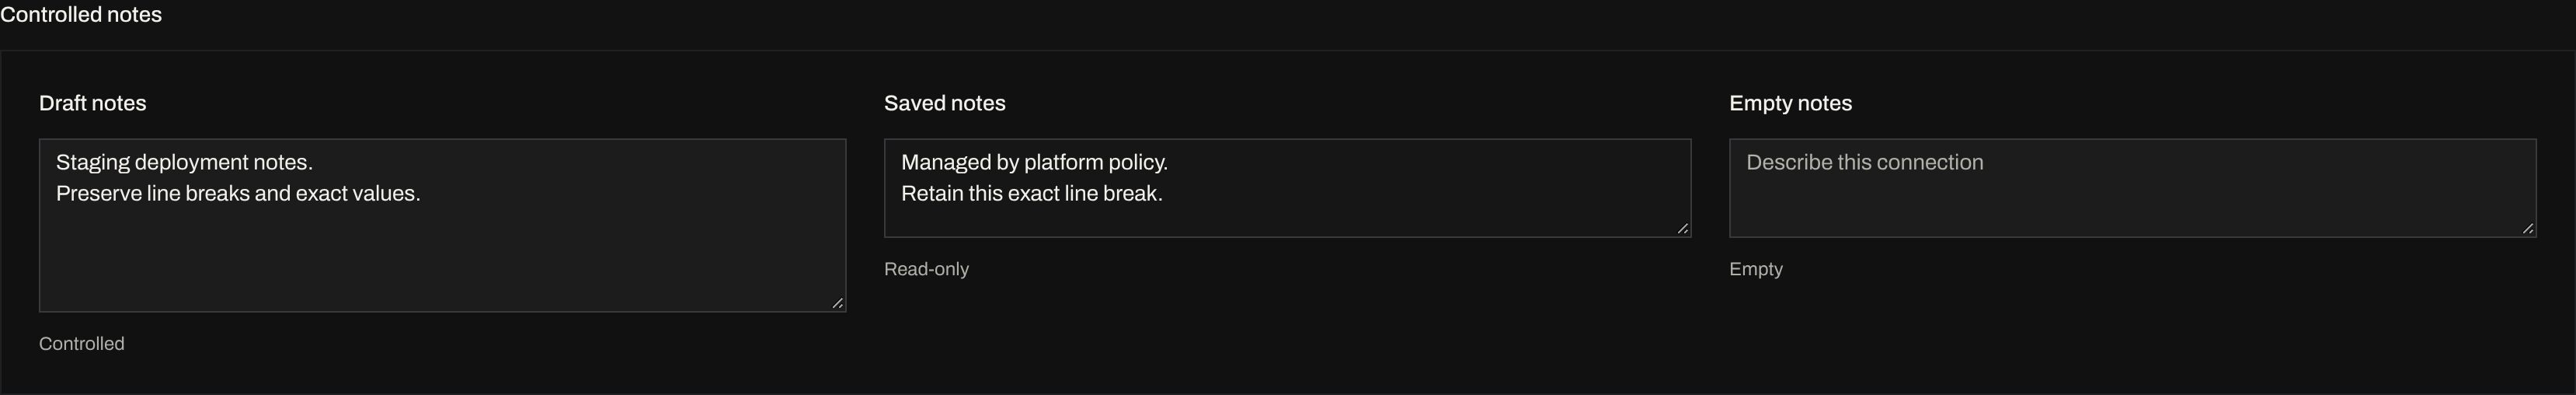 Controlled notes
Draft notes
Staging deployment notes.
Preserve line breaks and exact values.
Controlled
Saved notes
Managed by platform policy.
Retain this exact line break.
Read-only
Empty notes
Describe this connection
Empty